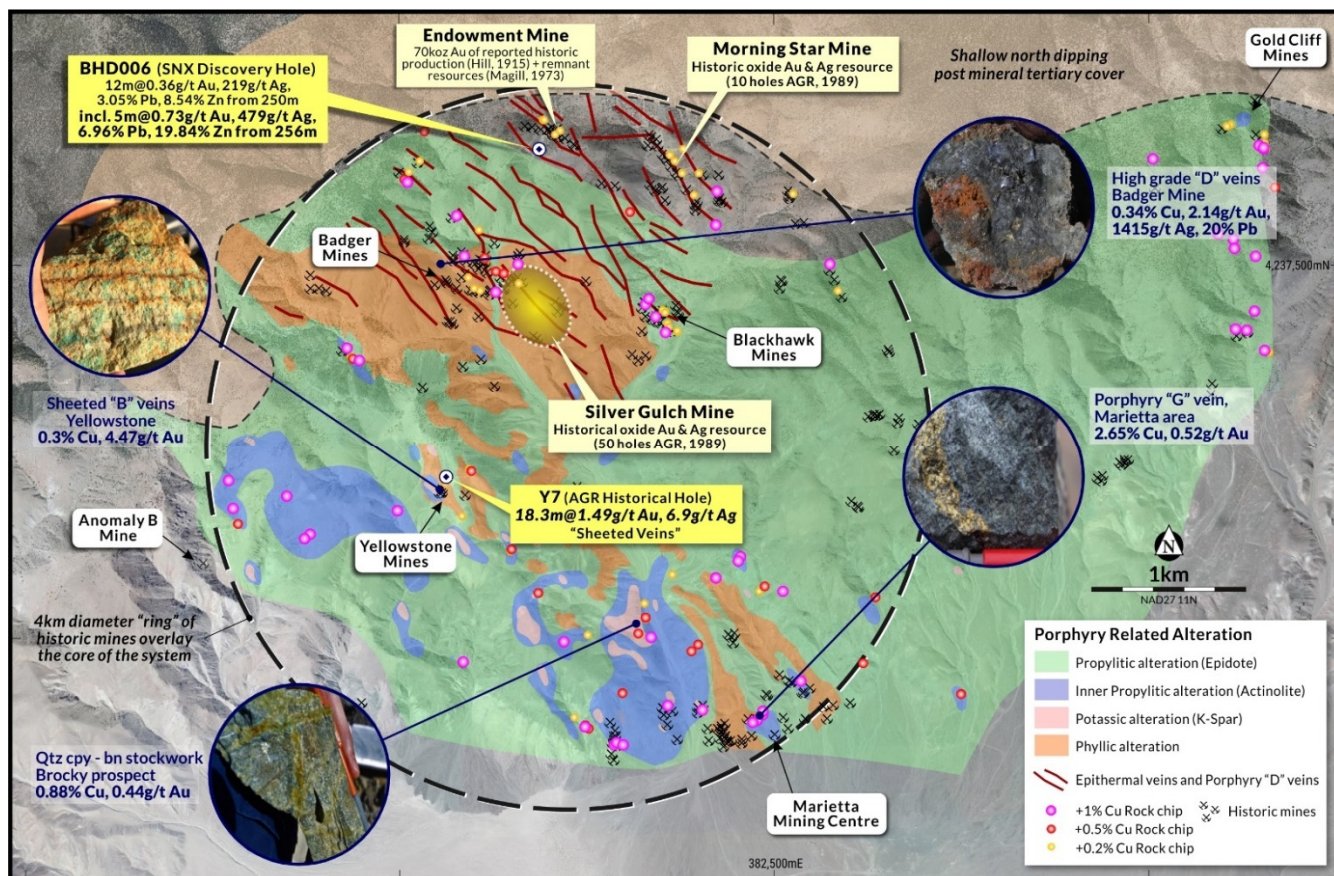 BHD006 (SNX Discovery Hole)
12m@0.36g/t Au, 219g/t Ag,
3.05% Pb, 8.54% Zn from 250m
incl. 5m@0.73g/t Au, 479g/t Ag,
6.96% Pb, 19.84% Zn from 256m
Endowment Mine
70koz Au of reported historic
production (Hill, 1915) + remnant
resources (Magill, 1973)
Morning Star Mine
Historic oxide Au & Ag resource
(10 holes AGR, 1989)
Shallow north dipping
post mineral tertiary cover
Gold Cliff
Mines
High grade "D" veins
Badger Mine
0.34% Cu, 2.14g/t Au,
1415g/t Ag, 20% Pb
4,237,500mN
Badger
Mines
Blackhawk
Mines
Sheeted "B" veins
Yellowstone
0.3% Cu, 4.47g/t Au
Silver Gulch Mine
Historical oxide Au & Ag resource
(50 holes AGR, 1989)
Porphyry "G" vein,
Marietta area
2.65% Cu, 0.52g/t Au
Y7 (AGR Historical Hole)
18.3m@1.49g/t Au, 6.9g/t Ag
"Sheeted Veins"
Anomaly B
Mine
Yellowstone
Mines
4km diameter "ring" of
historic mines overlay
the core of the system
N
1km
NAD27 11N
Qtz cpy - bn stockwork
Brocky prospect
0.88% Cu, 0.44g/t Au
Marietta
Mining Centre
382,500mE
Porphyry Related Alteration
Propylitic alteration (Epidote)
Inner Propylitic alteration (Actinolite)
Potassic alteration (K-Spar)
Phyllic alteration
Epithermal veins and Porphyry "D" veins
+1% Cu Rock chip
Historic mines
+0.5% Cu Rock chip
+0.2% Cu Rock chip